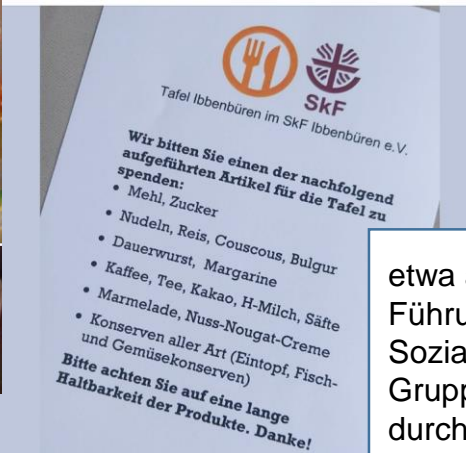 SkF
Tafel Ibbenbüren im SkF Ibbenbüren e.V.
Wir bitten Sie einen der nachfolgend
aufgeführten Artikel für die Tafel zu
spenden:
• Mehl, Zucker
• Nudeln, Reis, Couscous, Bulgur
• Dauerwurst, Margarine
• Kaffee, Tee, Kakao, H-Milch, Säfte
• Marmelade, Nuss-Nougat-Creme
• Konserven aller Art (Eintopf, Fisch-
und Gemüsekonserven)
Bitte achten Sie auf eine lange
Haltbarkeit der Produkte. Danke!
etwa
Führu
Sozia
Grupp
durch